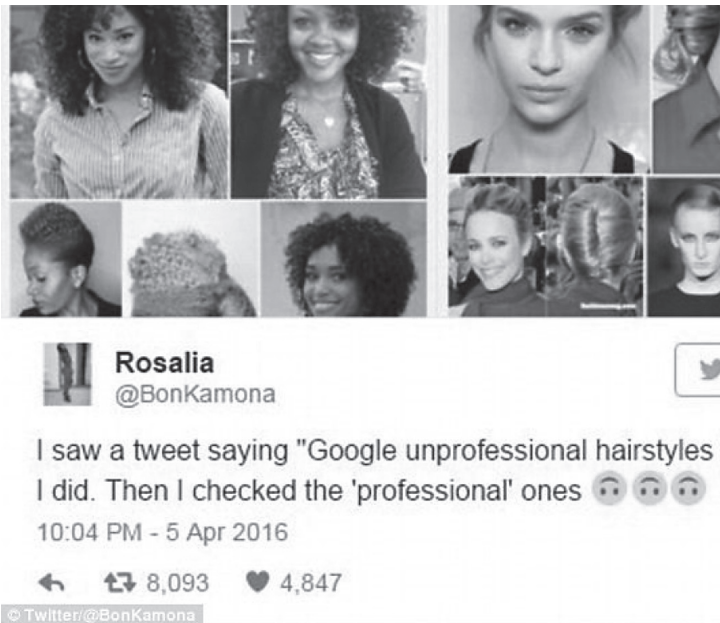 Rosalia
@BonKamona
I saw a tweet saying "Google unprofessional hairstyles
I did. Then I checked the 'professional' ones 🙃🙃🙃
10:04 PM - 5 Apr 2016
8,093 4,847
© Twitter/@BonKamona